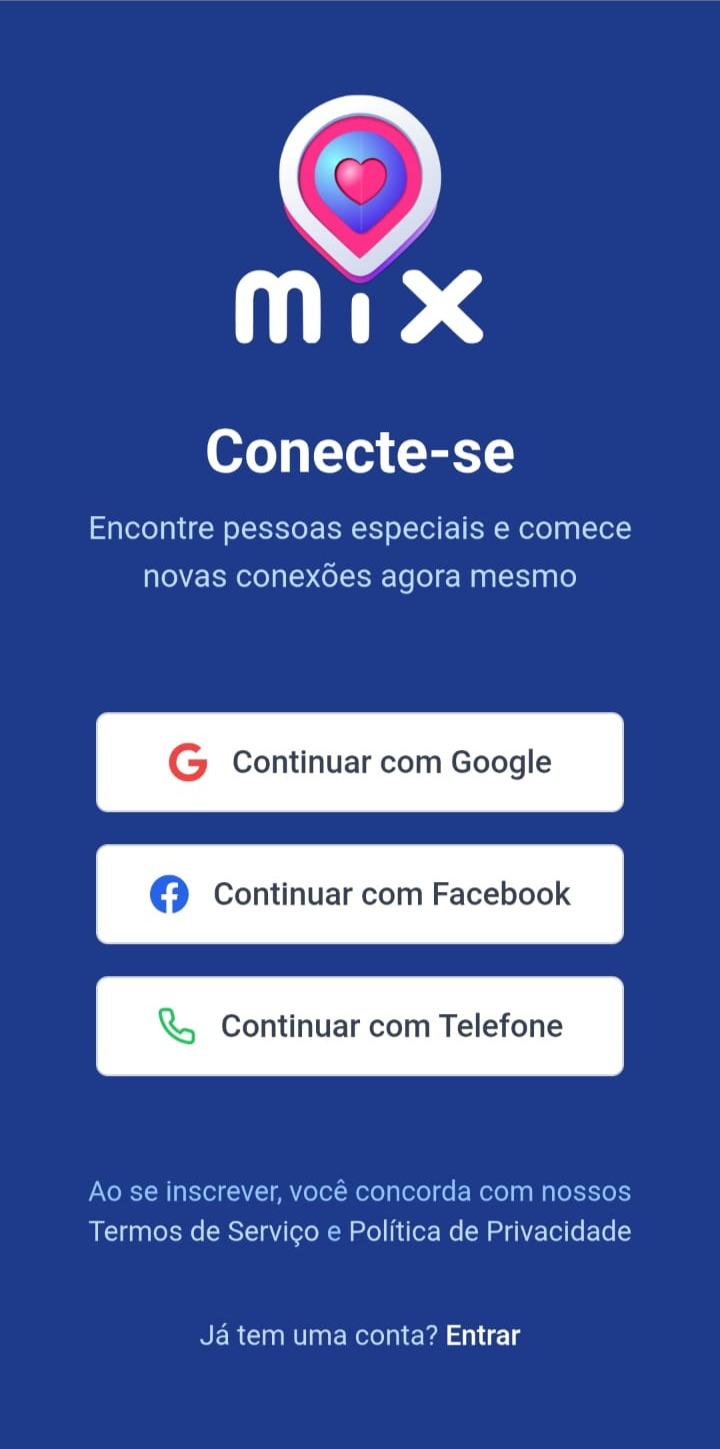 mix
Conecte-se
Encontre pessoas especiais e comece
novas conexões agora mesmo
Continuar com Google
Continuar com Facebook
Continuar com Telefone
Ao se inscrever, você concorda com nossos
Termos de Serviço e Política de Privacidade
Já tem uma conta? Entrar